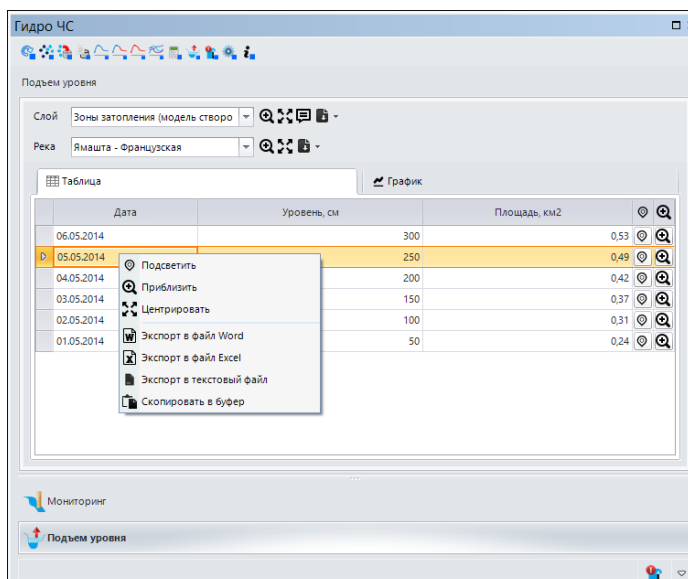 Гидро ЧС
Подъем уровня
Слой Зоны затопления (модель створо
Река Ямашта - Французская
Таблица График
Дата Уровень, см Площадь, км2
06.05.2014 300 0,53
05.05.2014 250 0,49
04.05.2014 200 0,42
03.05.2014 150 0,37
02.05.2014 100 0,31
01.05.2014 50 0,24
Подсветить
Приблизить
Центрировать
Экспорт в файл Word
Экспорт в файл Excel
Экспорт в текстовый файл
Скопировать в буфер
Мониторинг
Подъем уровня